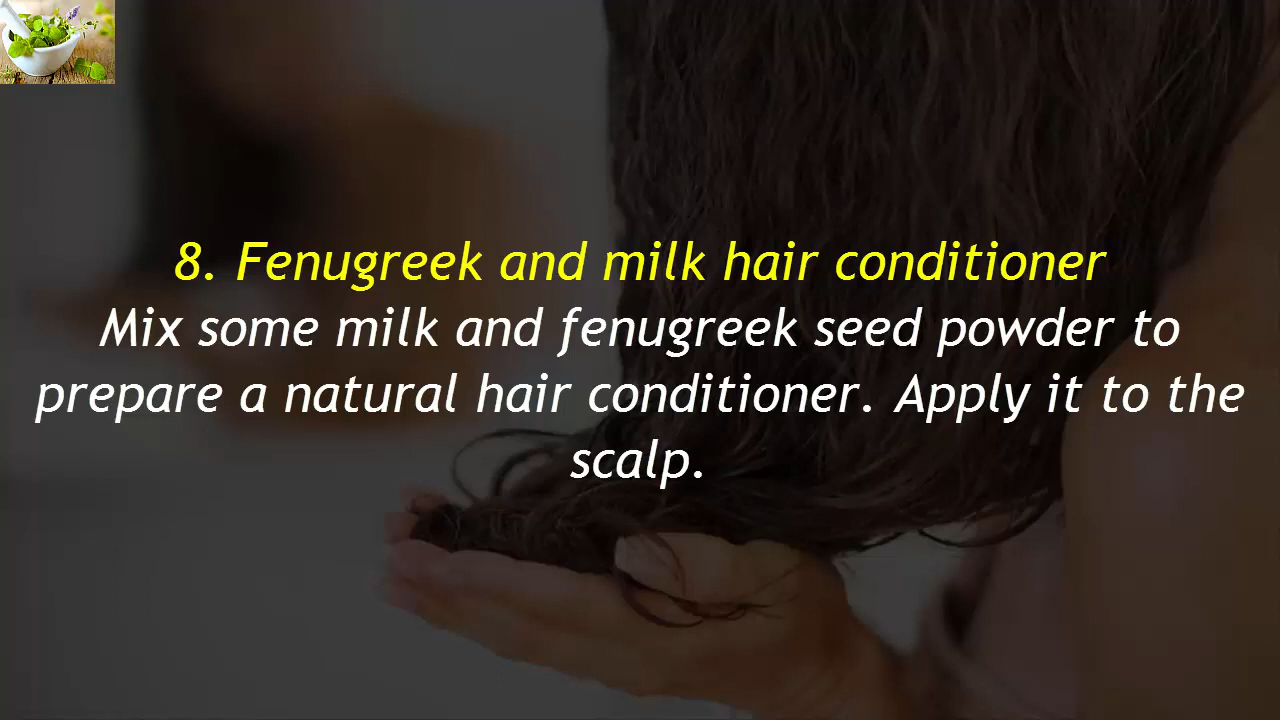 8. Fenugreek and milk hair conditioner
Mix some milk and fenugreek seed powder to
prepare a natural hair conditioner. Apply it to the
scalp.